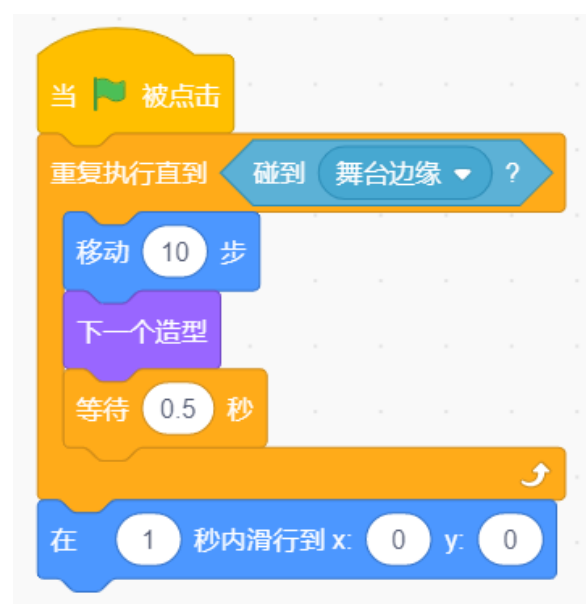 当 被点击
重复执行直到 碰到 舞台边缘 ?
移动 10 步
下一个造型
等待 0.5 秒
在 1 秒内滑行到 x: 0 y: 0